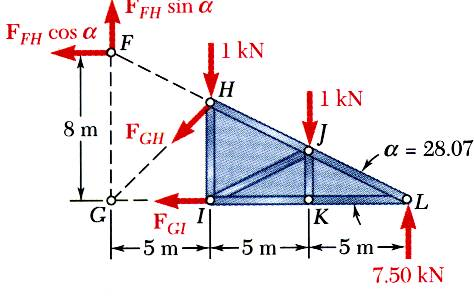 F_FH sin α
F_FH cos α
F
1 kN
H
1 kN
8 m
F_GH
J
α = 28.07
G
F_GI
I
K
L
5 m
5 m
5 m
7.50 kN